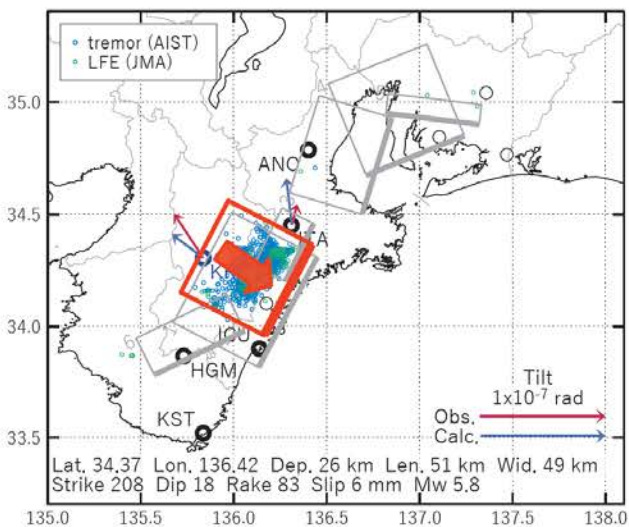 tremor (AIST)
LFE (JMA)
35.0
ANO
34.5
34.0
HGM
KST
33.5
Tilt
1x10-7 rad
Obs.
Calc.
Lat. 34.37 Lon. 136.42 Dep. 26 km Len. 51 km Wid. 49 km
Strike 208 Dip 18 Rake 83 Slip 6 mm Mw 5.8
135.0 135.5 136.0 136.5 137.0 137.5 138.0